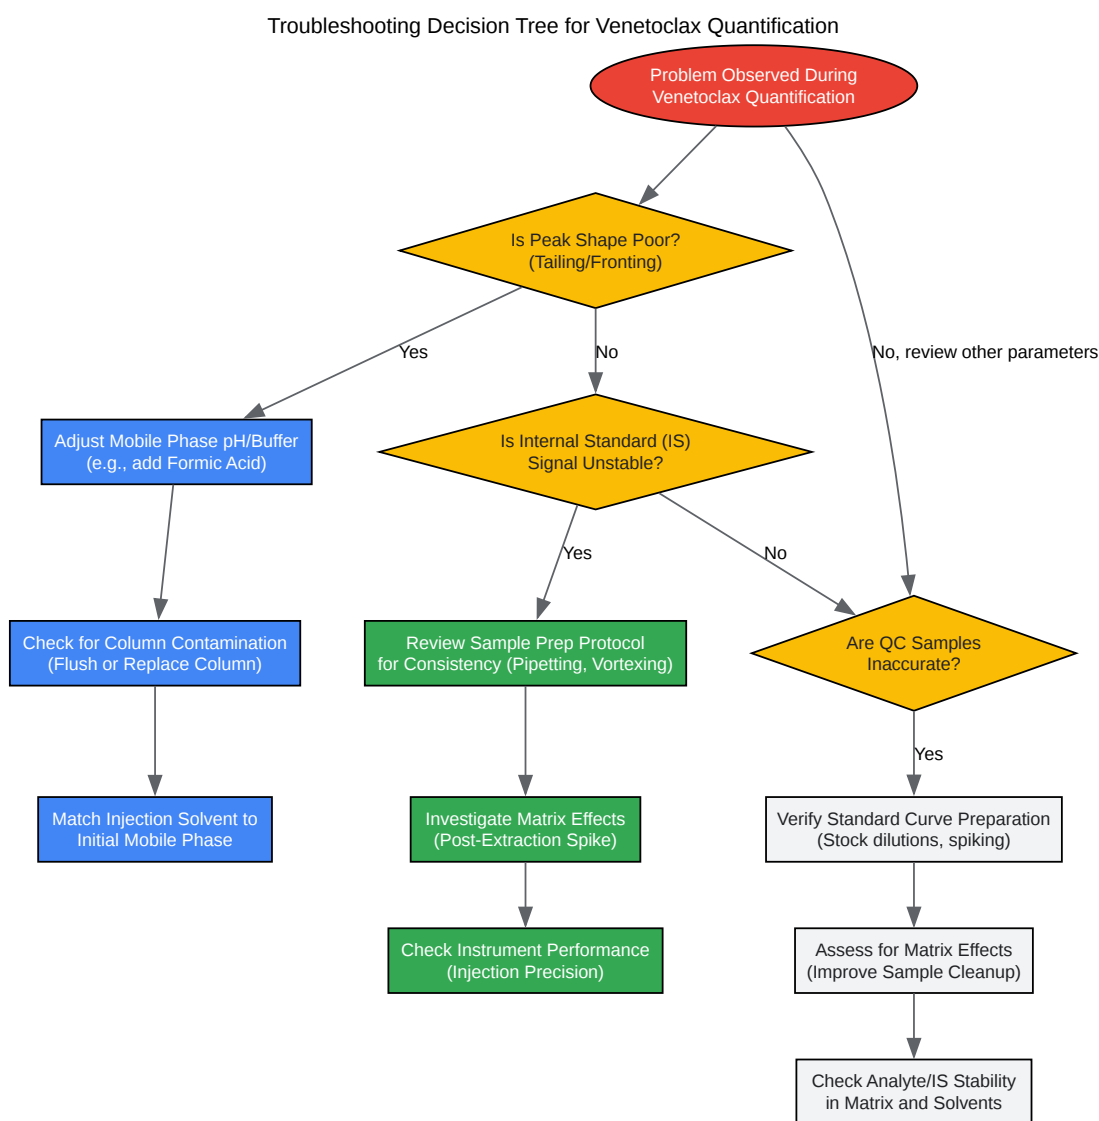 Troubleshooting Decision Tree for Venetoclax Quantification
Problem Observed During
Venetoclax Quantification
Is Peak Shape Poor?
(Tailing/Fronting)
Yes
No
No, review other parameters
Adjust Mobile Phase pH/Buffer
(e.g., add Formic Acid)
Is Internal Standard (IS)
Signal Unstable?
Yes
No
Check for Column Contamination
(Flush or Replace Column)
Review Sample Prep Protocol
for Consistency (Pipetting, Vortexing)
Are QC Samples
Inaccurate?
Yes
Match Injection Solvent to
Initial Mobile Phase
Investigate Matrix Effects
(Post-Extraction Spike)
Verify Standard Curve Preparation
(Stock dilutions, spiking)
Check Instrument Performance
(Injection Precision)
Assess for Matrix Effects
(Improve Sample Cleanup)
Check Analyte/IS Stability
in Matrix and Solvents